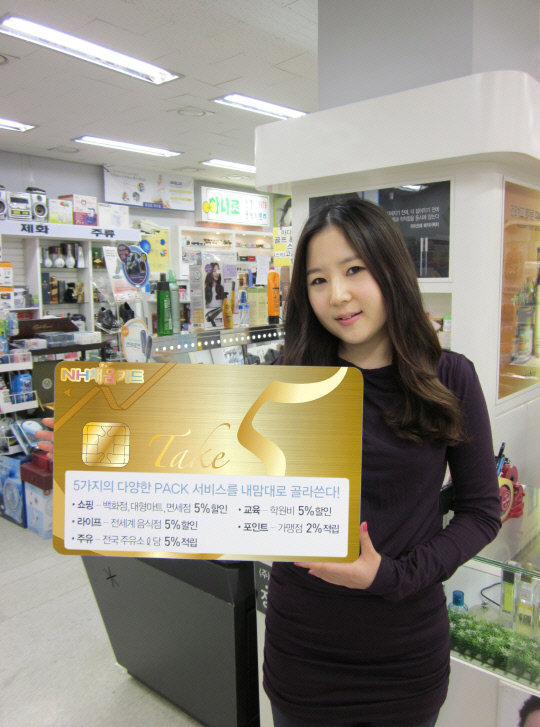 제화
주류
하나로
NH채움카드
Take 5
5가지의 다양한 PACK 서비스를 내맘대로 골라쓴다!
• 쇼핑 – 백화점, 대형마트, 면세점 5%할인
• 교육 – 학원비 5%할인
• 라이프 – 전세계 음식점 5%할인
• 포인트 – 가맹점 2%적립
• 주유 – 전국 주유소 ℓ당 5%적립